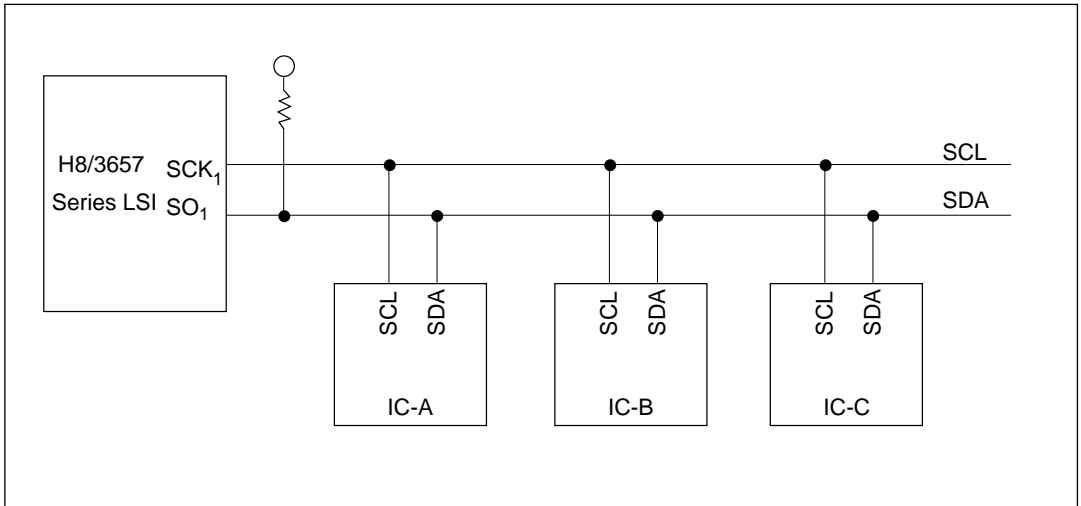 H8/3657 SCK1
Series LSI SO1
SCL
SDA
SCL SDA
IC-A
SCL SDA
IC-B
SCL SDA
IC-C